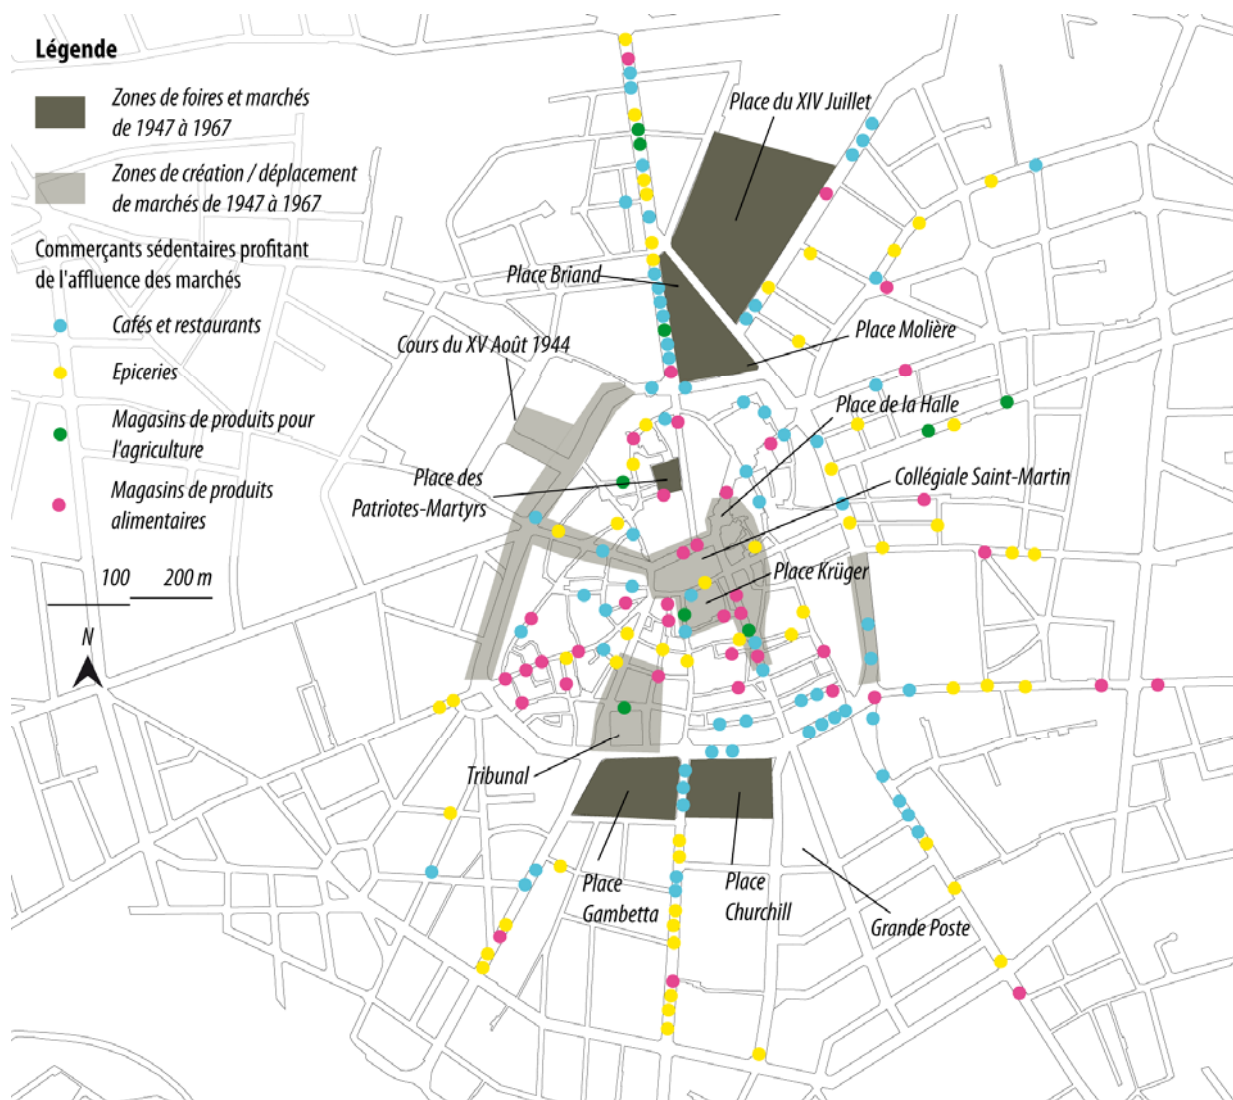 Légende
Zones de foires et marchés
de 1947 à 1967
Zones de création / déplacement
de marchés de 1947 à 1967
Commerçants sédentaires profitant
de l'affluence des marchés
Cafés et restaurants
Epiceries
Magasins de produits pour
l'agriculture
Magasins de produits
alimentaires
100 200 m
N
Place du XIV Juillet
Place Briand
Cours du XV Août 1944
Place Molière
Place de la Halle
Place des
Patriotes-Martyrs
Collégiale Saint-Martin
Place Krüger
Tribunal
Place
Gambetta
Place
Churchill
Grande Poste